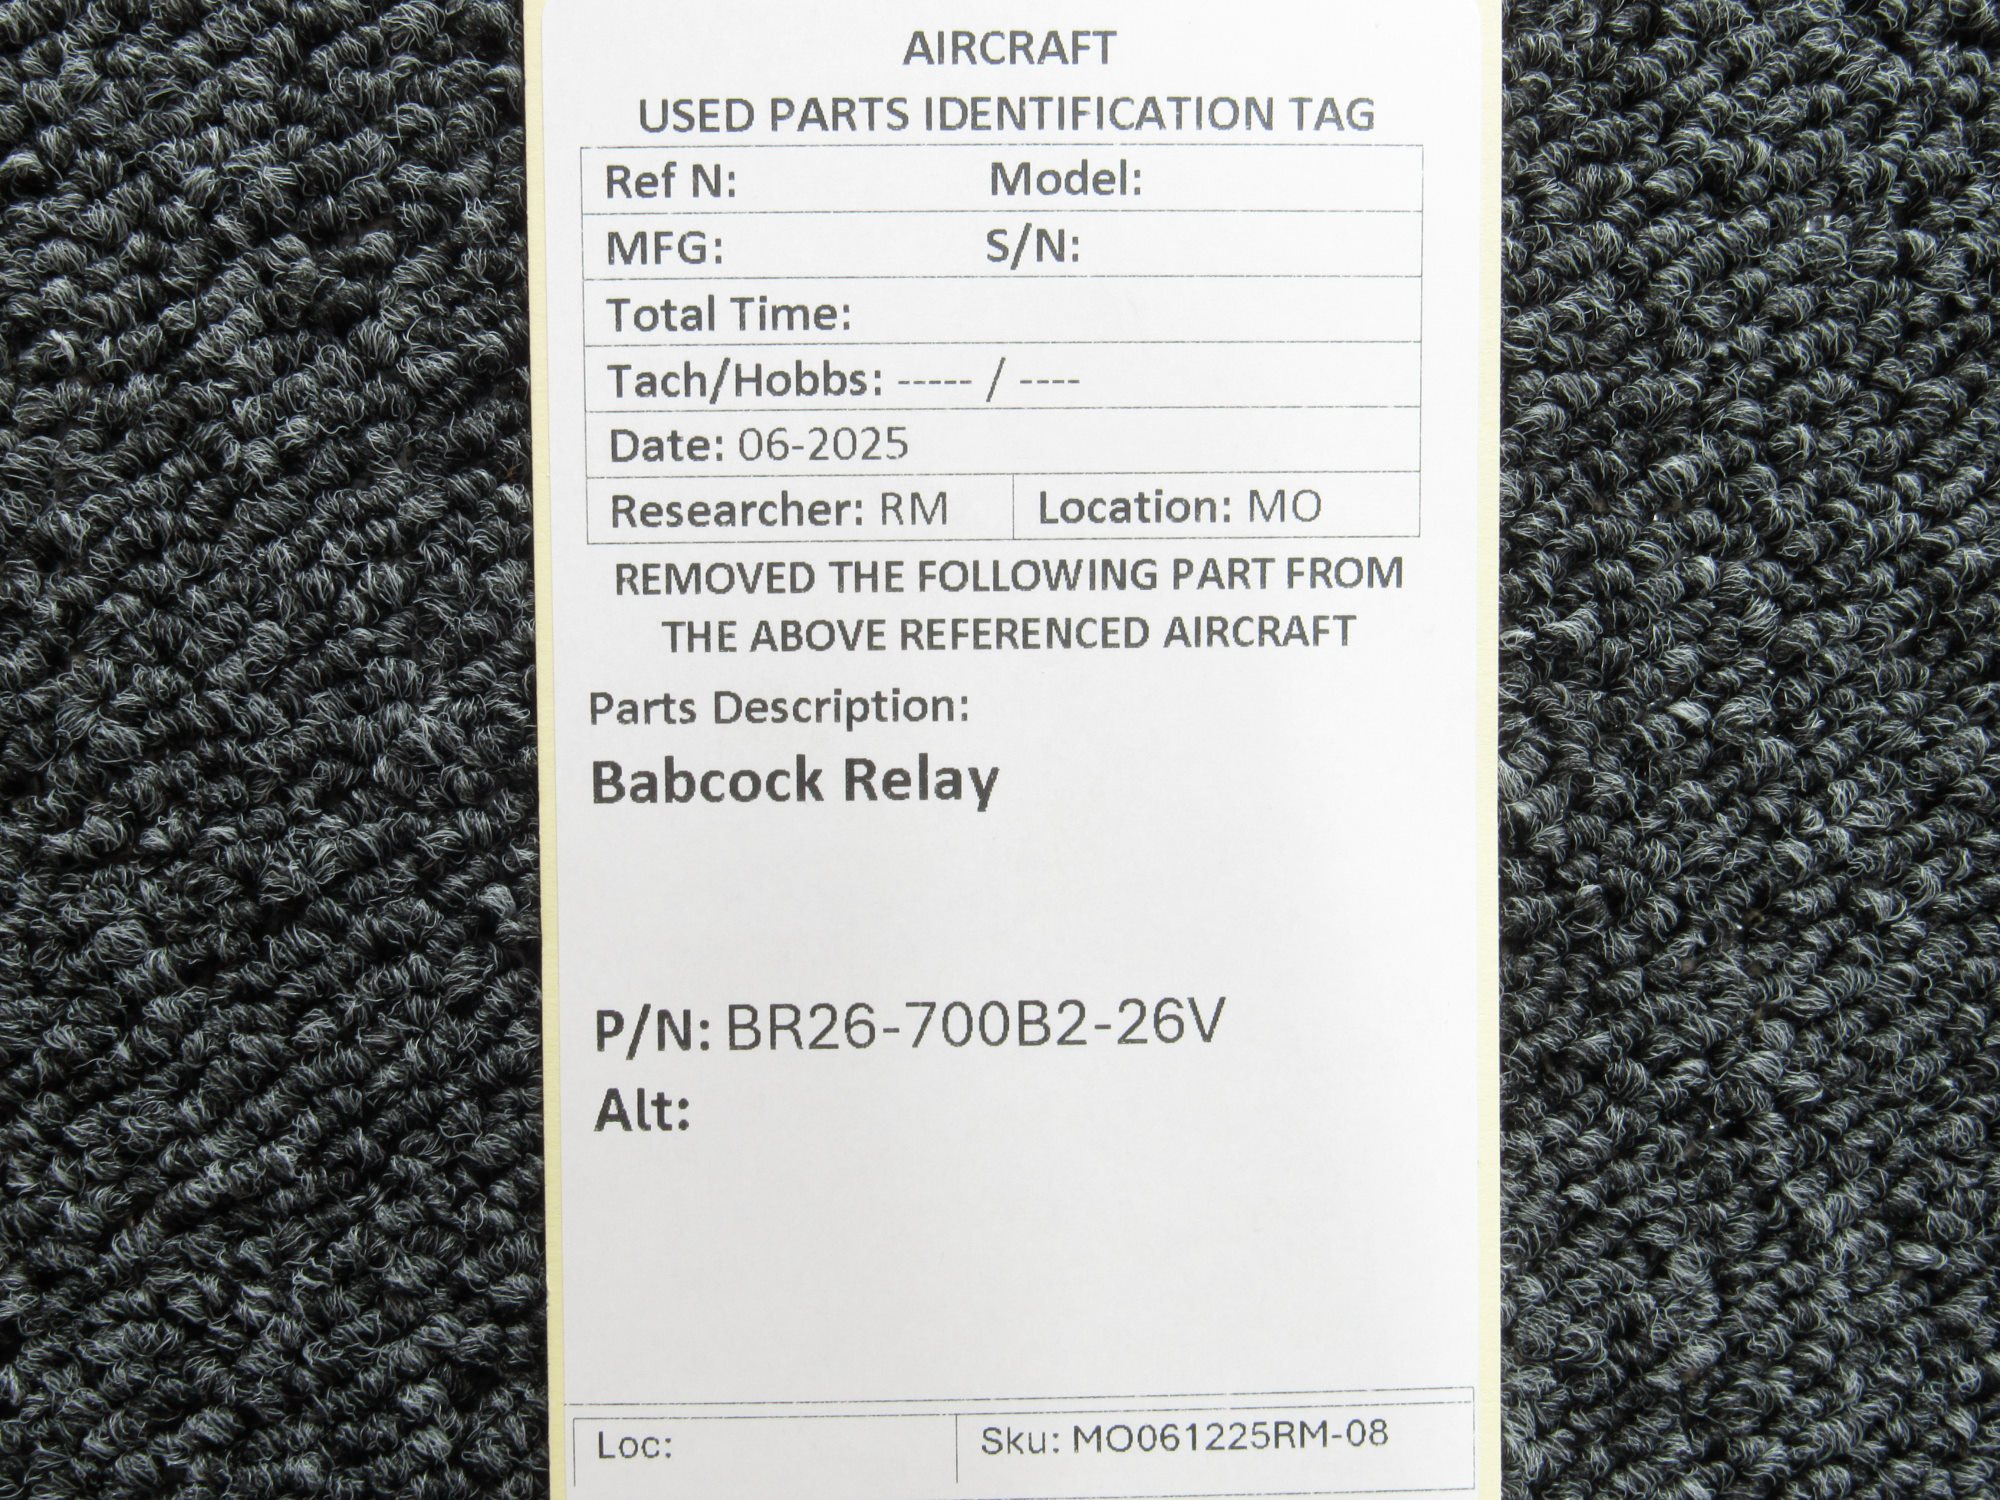 AIRCRAFT
USED PARTS IDENTIFICATION TAG
Ref N: Model:
MFG: S/N:
Total Time:
Tach/Hobbs: ----- / ----
Date: 06-2025
Researcher: RM Location: MO
REMOVED THE FOLLOWING PART FROM
THE ABOVE REFERENCED AIRCRAFT
Parts Description:
Babcock Relay
P/N: BR26-700B2-26V
Alt:
Loc: Sku: MO061225RM-08